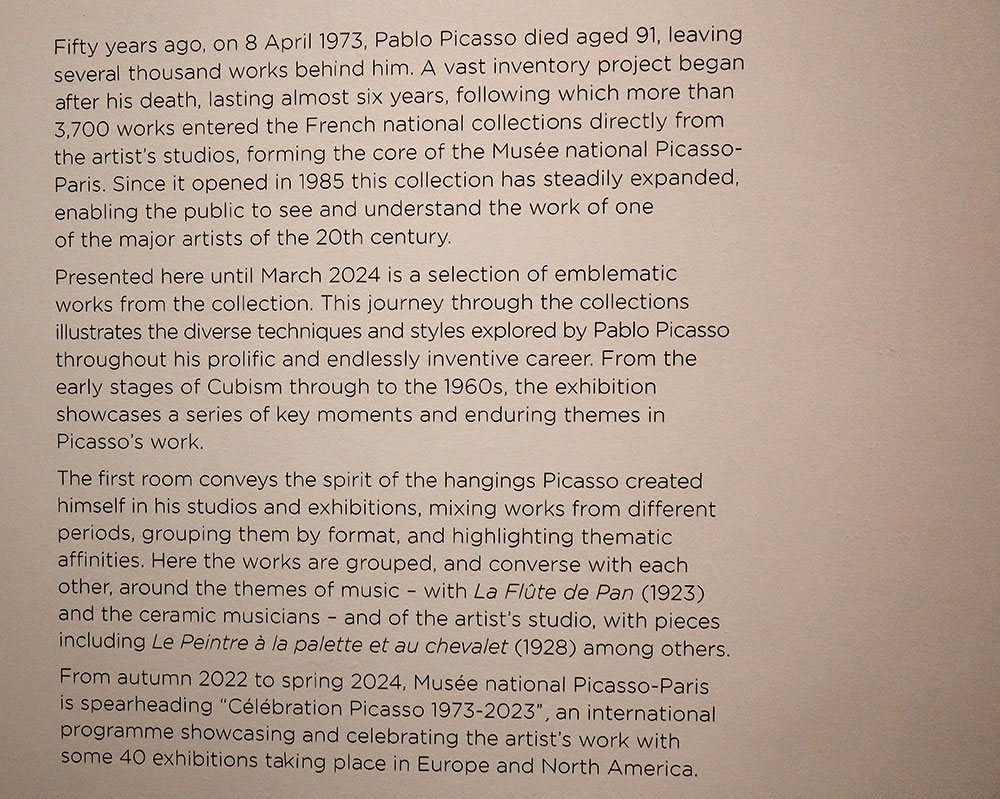 Fifty years ago, on 8 April 1973, Pablo Picasso died aged 91, leaving
several thousand works behind him. A vast inventory project began
after his death, lasting almost six years, following which more than
3,700 works entered the French national collections directly from
the artist's studios, forming the core of the Musée national Picasso-
Paris. Since it opened in 1985 this collection has steadily expanded,
enabling the public to see and understand the work of one
of the major artists of the 20th century.
Presented here until March 2024 is a selection of emblematic
works from the collection. This journey through the collections
illustrates the diverse techniques and styles explored by Pablo Picasso
throughout his prolific and endlessly inventive career. From the
early stages of Cubism through to the 1960s, the exhibition
showcases a series of key moments and enduring themes in
Picasso's work.
The first room conveys the spirit of the hangings Picasso created
himself in his studios and exhibitions, mixing works from different
periods, grouping them by format, and highlighting thematic
affinities. Here the works are grouped, and converse with each
other, around the themes of music – with La Flûte de Pan (1923)
and the ceramic musicians – and of the artist's studio, with pieces
including Le Peintre à la palette et au chevalet (1928) among others.
From autumn 2022 to spring 2024, Musée national Picasso-Paris
is spearheading "Célébration Picasso 1973-2023", an international
programme showcasing and celebrating the artist's work with
some 40 exhibitions taking place in Europe and North America.